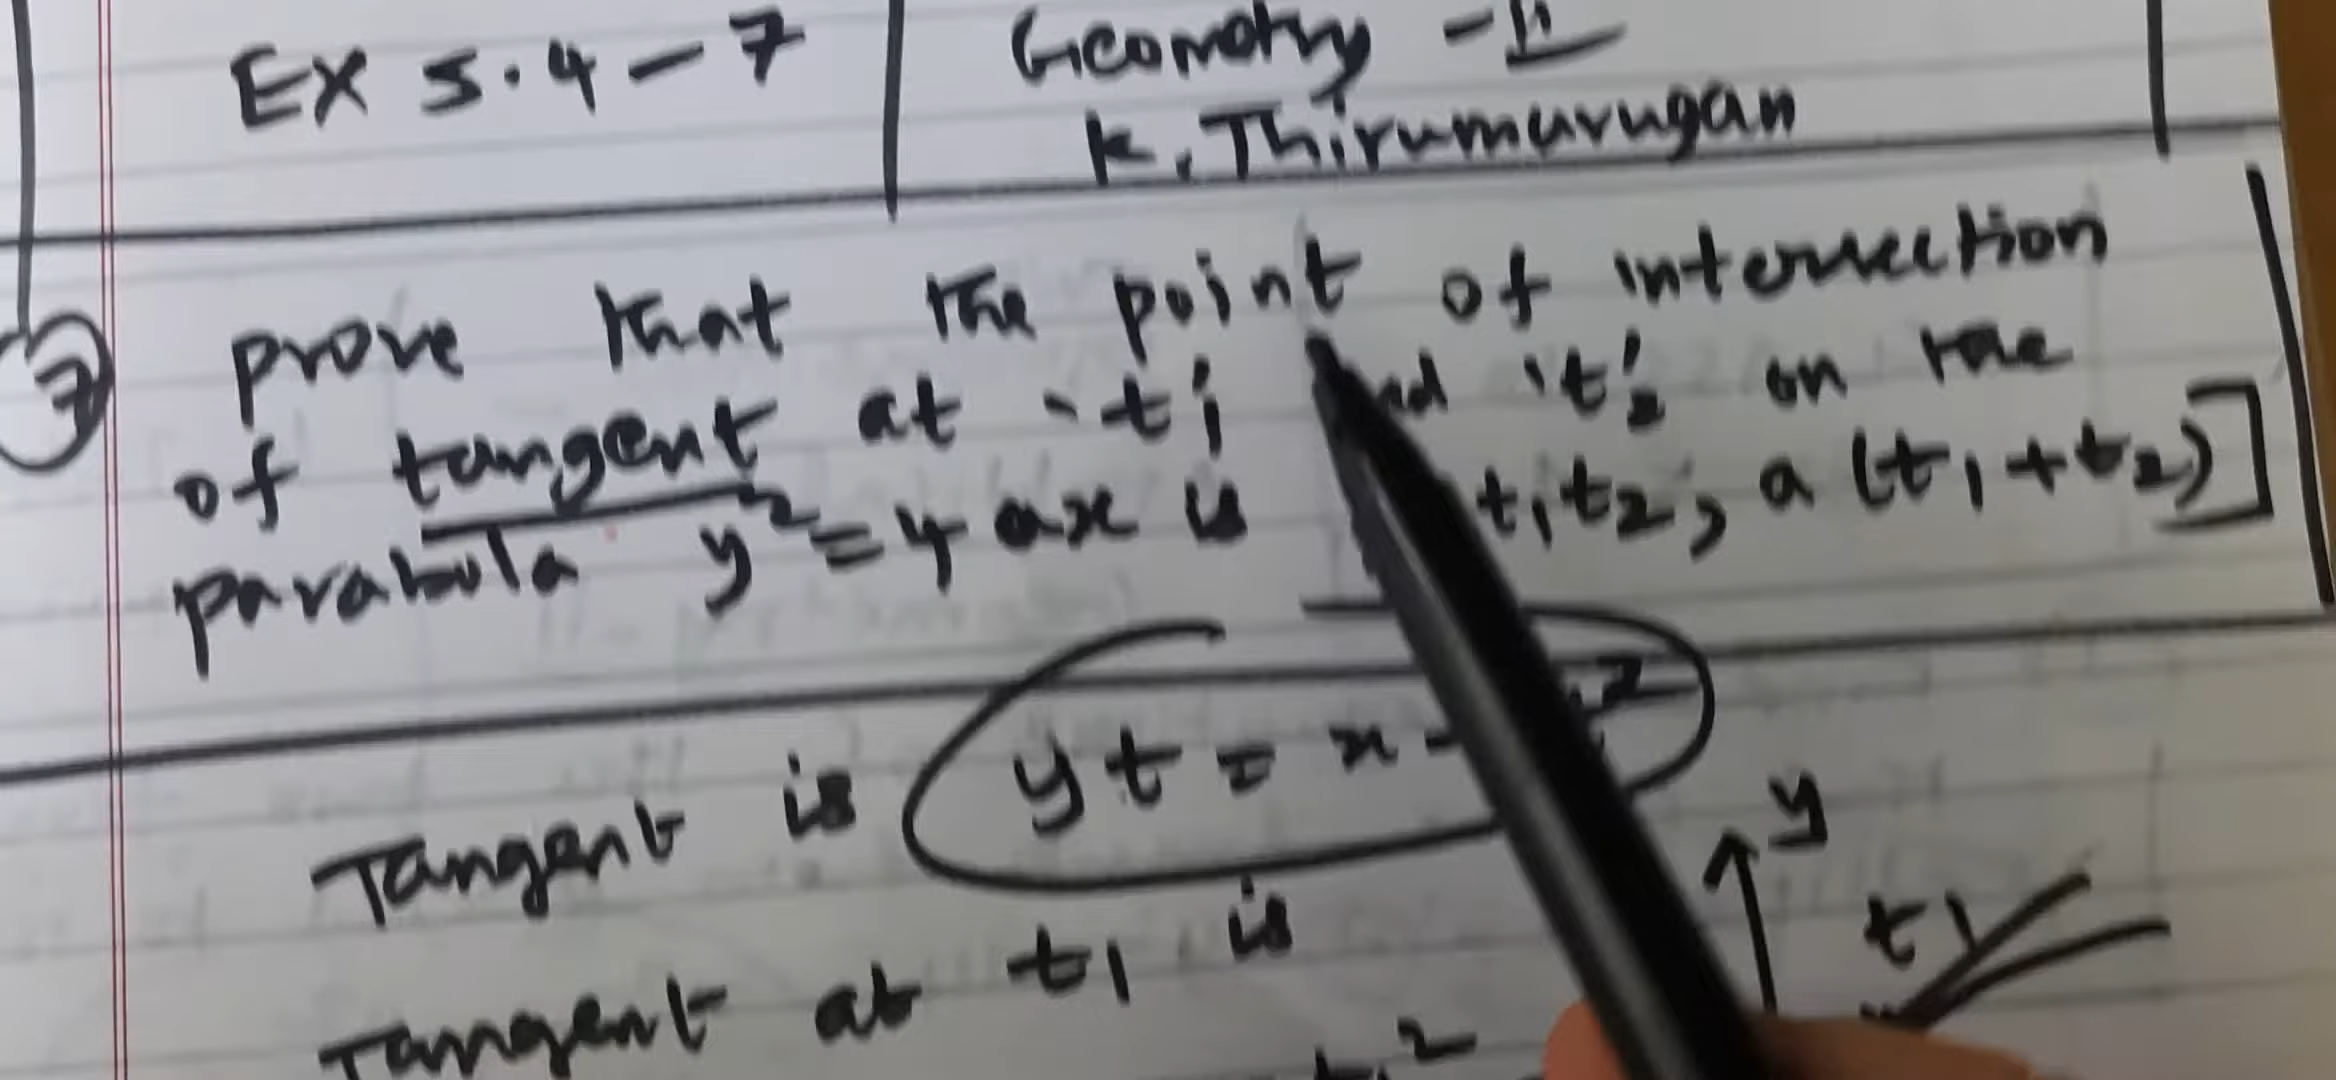 Ex 5.4-7
Geometry - II
K. Thirumurugan
7
prove that the point of intersection
of tangent at 't1' 't2' on the
parabola y² = 4ax is t1t2, a(t1+t2)]
Tangent is yt = x
y
Tangent at t1 is
t1